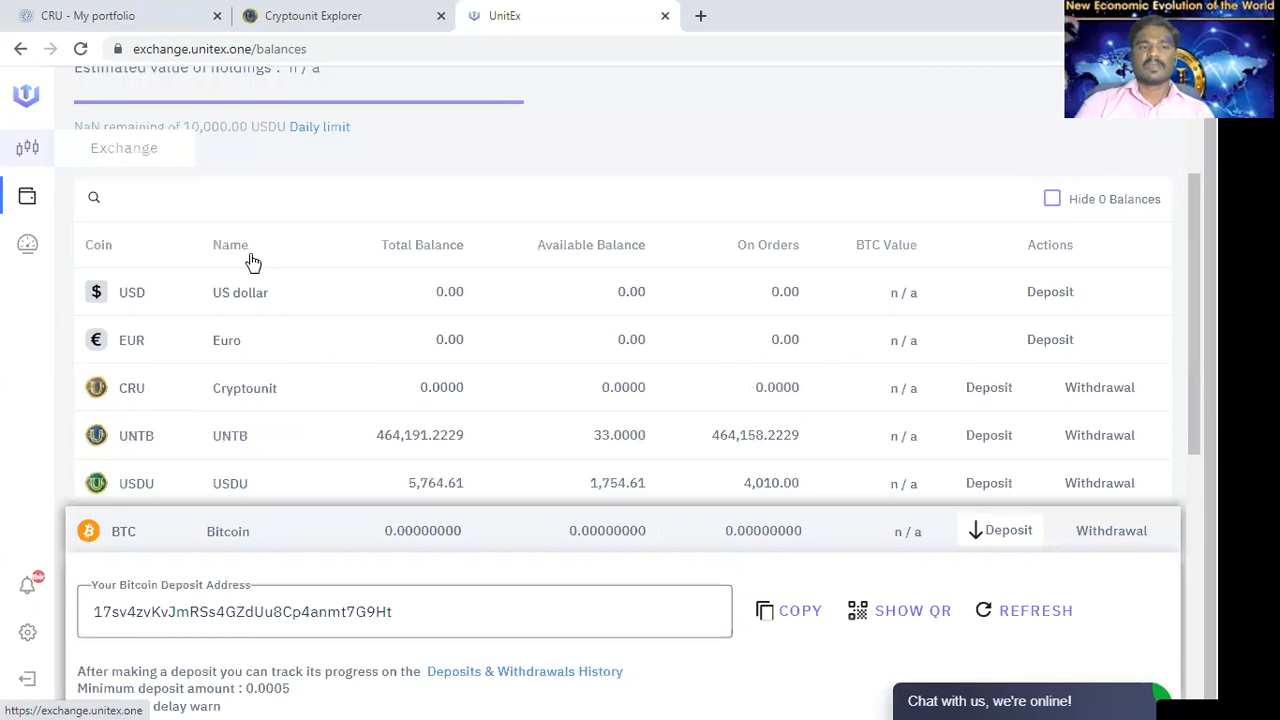 CRU - My portfolio
Cryptounit Explorer
UnitEx
New Economic Evolution of the World
exchange.unitex.one/balances
Estimated value of holdings : n / a
NaN remaining of 10,000.00 USDU Daily limit
Exchange
Hide 0 Balances
Coin Name Total Balance Available Balance On Orders BTC Value Actions
$ USD US dollar 0.00 0.00 0.00 n / a Deposit
€ EUR Euro 0.00 0.00 0.00 n / a Deposit
CRU Cryptounit 0.0000 0.0000 0.0000 n / a Deposit Withdrawal
UNTB UNTB 464,191.2229 33.0000 464,158.2229 n / a Deposit Withdrawal
USDU USDU 5,764.61 1,754.61 4,010.00 n / a Deposit Withdrawal
BTC Bitcoin 0.00000000 0.00000000 0.00000000 n / a Deposit Withdrawal
Your Bitcoin Deposit Address
17sv4zvKvJmRSs4GZdUu8Cp4anmt7G9Ht
COPY SHOW QR REFRESH
After making a deposit you can track its progress on the Deposits & Withdrawals History
Minimum deposit amount : 0.0005
delay warn
https://exchange.unitex.one
Chat with us, we're online!